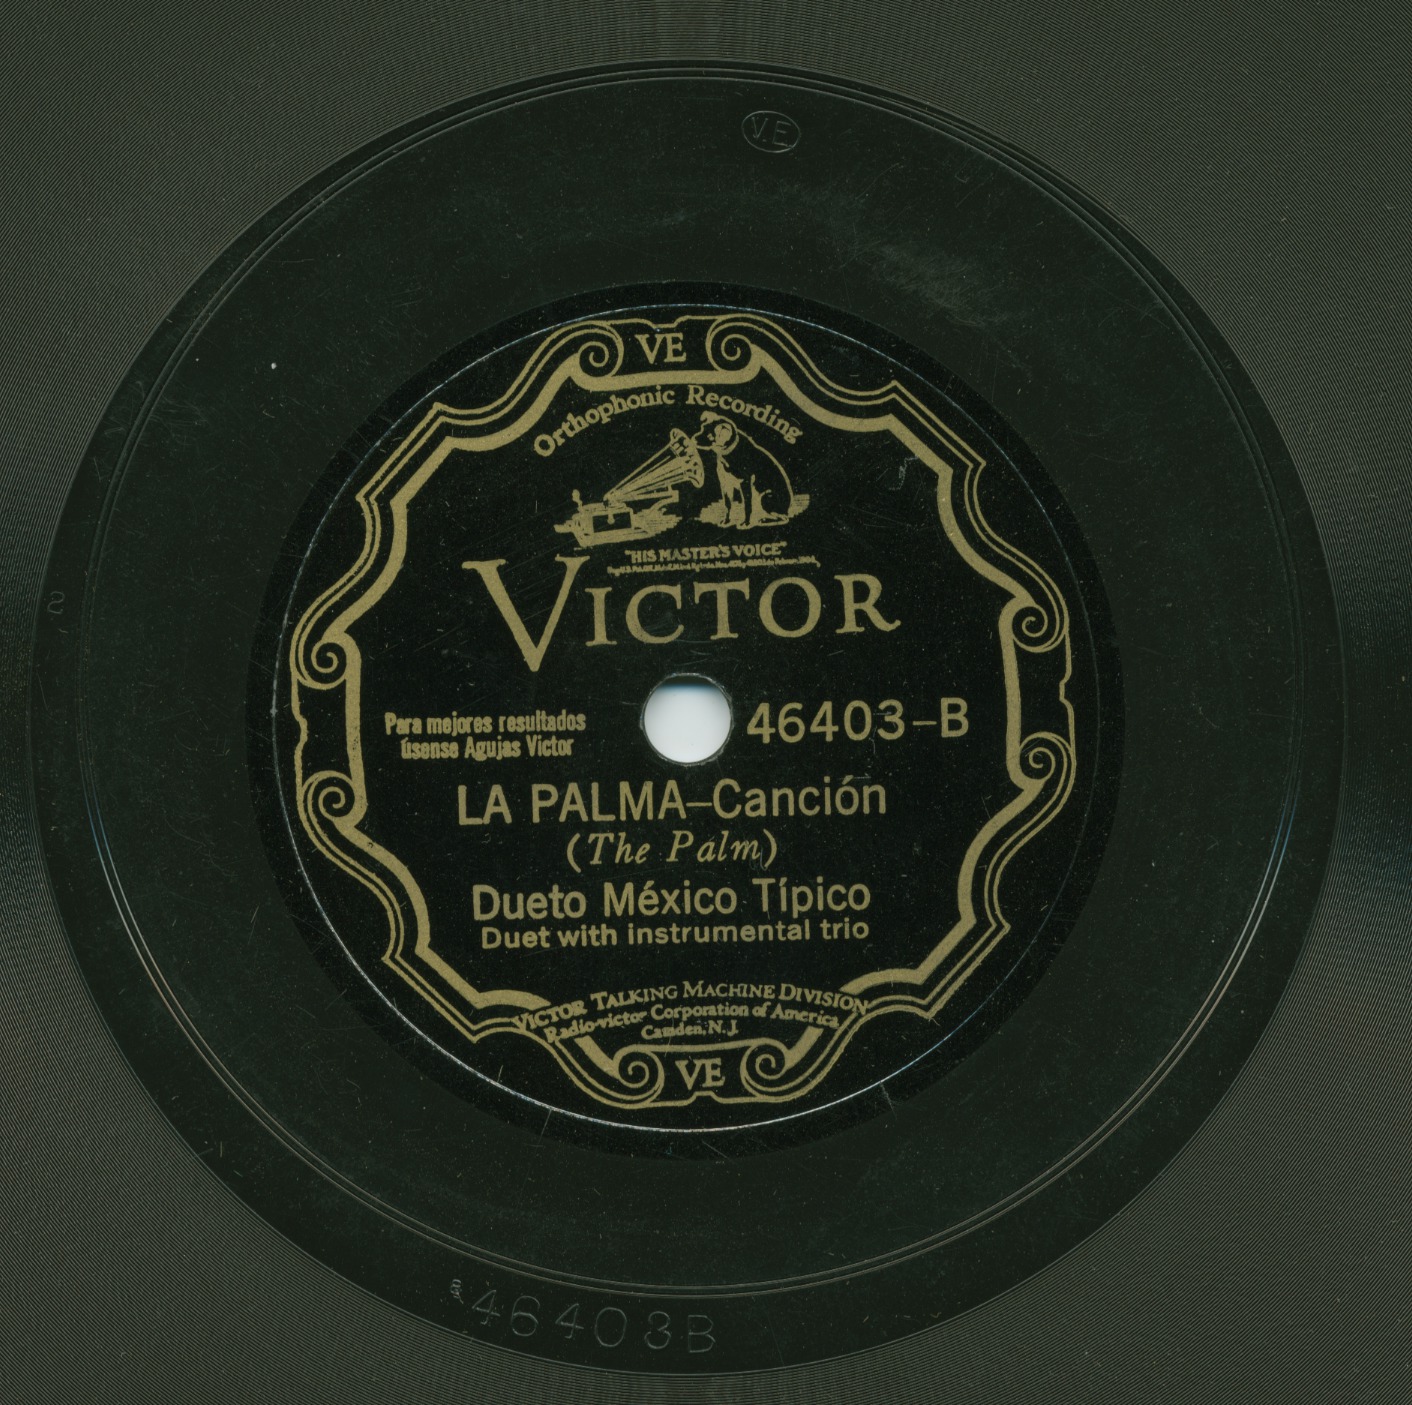 V.E
VE
Orthophonic Recording
"HIS MASTER'S VOICE"
VICTOR
Para mejores resultados
úsense Agujas Victor
46403-B
LA PALMA-Canción
(The Palm)
Dueto México Típico
Duet with instrumental trio
VICTOR TALKING MACHINE DIVISION
Radio-Victor Corporation of America
Camden, N. J.
VE
2
46403B